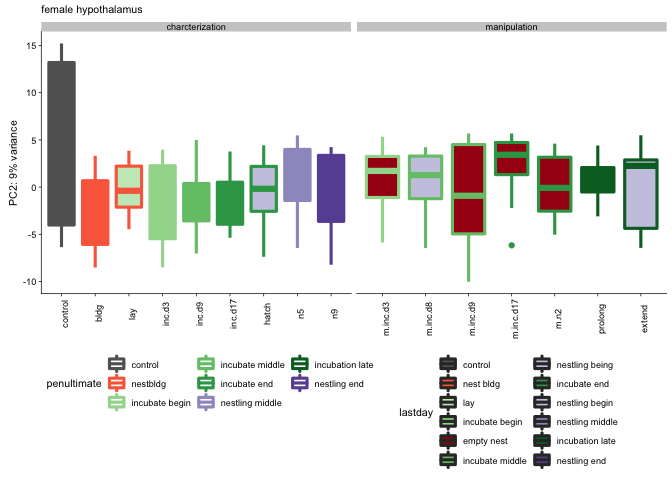 female hypothalamus
charcterization
manipulation
PC2: 9% variance
15
10
5
0
-5
-10
control
bldg
lay
inc.d3
inc.d9
inc.d17
hatch
n5
n9
m.inc.d3
m.inc.d8
m.inc.d9
m.inc.d17
m.n2
prolong
extend
penultimate
control
nestbldg
incubate begin
incubate middle
incubate end
nestling middle
incubation late
nestling end
lastday
control
nest bldg
lay
incubate begin
empty nest
incubate middle
nestling being
incubate end
nestling begin
nestling middle
incubation late
nestling end